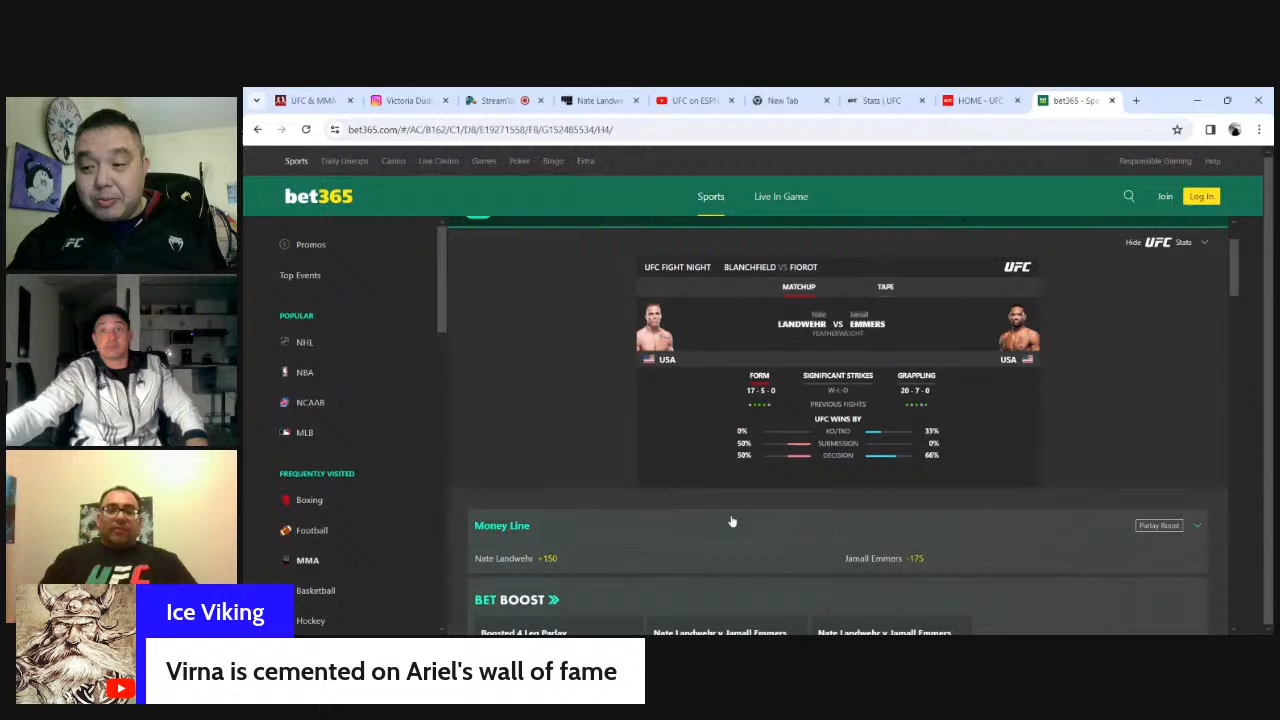 UFC & MMA
Victoria Dud
StreamYa
Nate Landwe
UFC on ESPN
New Tab
Stats | UFC
HOME - UFC
bet365 - Spo
bet365.com/#/AC/B162/C1/D8/E19271558/F8/G152485534/H4/
Sports Daily Lineups Casino Live Casino Games Poker Bingo Extra
Responsible Gaming Help
bet365
Sports Live In Game
Join Log In
Promos
Top Events
POPULAR
NHL
NBA
NCAAB
MLB
FREQUENTLY VISITED
Boxing
Football
MMA
Basketball
Hockey
Hide UFC Stats
UFC FIGHT NIGHT BLANCHFIELD VS FIOROT UFC
MATCHUP TAPE
Nate Jamall
LANDWEHR VS EMMERS
FEATHERWEIGHT
USA USA
FORM SIGNIFICANT STRIKES GRAPPLING
17 - 5 - 0 W-L-D 20 - 7 - 0
PREVIOUS FIGHTS
UFC WINS BY
0% KO/TKO 33%
50% SUBMISSION 0%
50% DECISION 66%
Money Line Parlay Boost
Nate Landwehr +150 Jamall Emmers -175
BET BOOST
Boosted 4 Leg Parlay Nate Landwehr v Jamall Emmers Nate Landwehr v Jamall Emmers
UFC
Ice Viking
Virna is cemented on Ariel's wall of fame